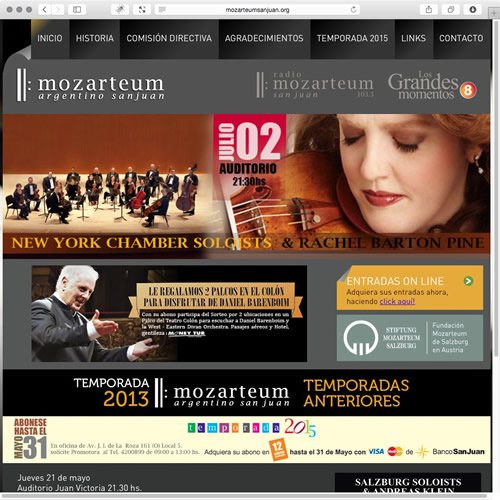 mozarteumsanjuan.org
INICIO HISTORIA COMISIÓN DIRECTIVA AGRADECIMIENTOS TEMPORADA 2015 LINKS CONTACTO
mozarteum
argentino sanjuan
radio
mozarteum
san juan 103.3
Los
Grandes
momentos 8
JULIO
02
AUDITORIO
21:30hs
NEW YORK CHAMBER SOLOISTS & RACHEL BARTON PINE
LE REGALAMOS 2 PALCOS EN EL COLÓN
PARA DISFRUTAR DE DANIEL BARENBOIM
Con su abono participa del Sorteo por 2 ubicaciones en un
Palco del Teatro Colón para escuchar a Daniel Barenboim y
la West - Eastern Divan Orchestra. Pasajes aéreos y Hotel,
gentileza : MONEY TUR
ENTRADAS ON LINE
Adquiera sus entradas ahora,
haciendo click aquí!
STIFTUNG
MOZARTEUM
SALZBURG
Fundación
Mozarteum
de Salzburg
en Austria
TEMPORADA
2013
mozarteum
argentino san juan
TEMPORADAS
ANTERIORES
ABONESE
HASTA EL
MAYO
31
En oficina de Av. J. I. de La Roza 161 (O) Local 5.
solicite Promotora al Tel. 4200899 de 09:00 a 13:00 hs.
temporada 2015
Adquiera su abono en 12 hasta el 31 de Mayo con VISA de BancoSanJuan
Jueves 21 de mayo
Auditorio Juan Victoria 21.30 hs.
SALZBURG SOLOISTS
& ANDREAS KLEIN